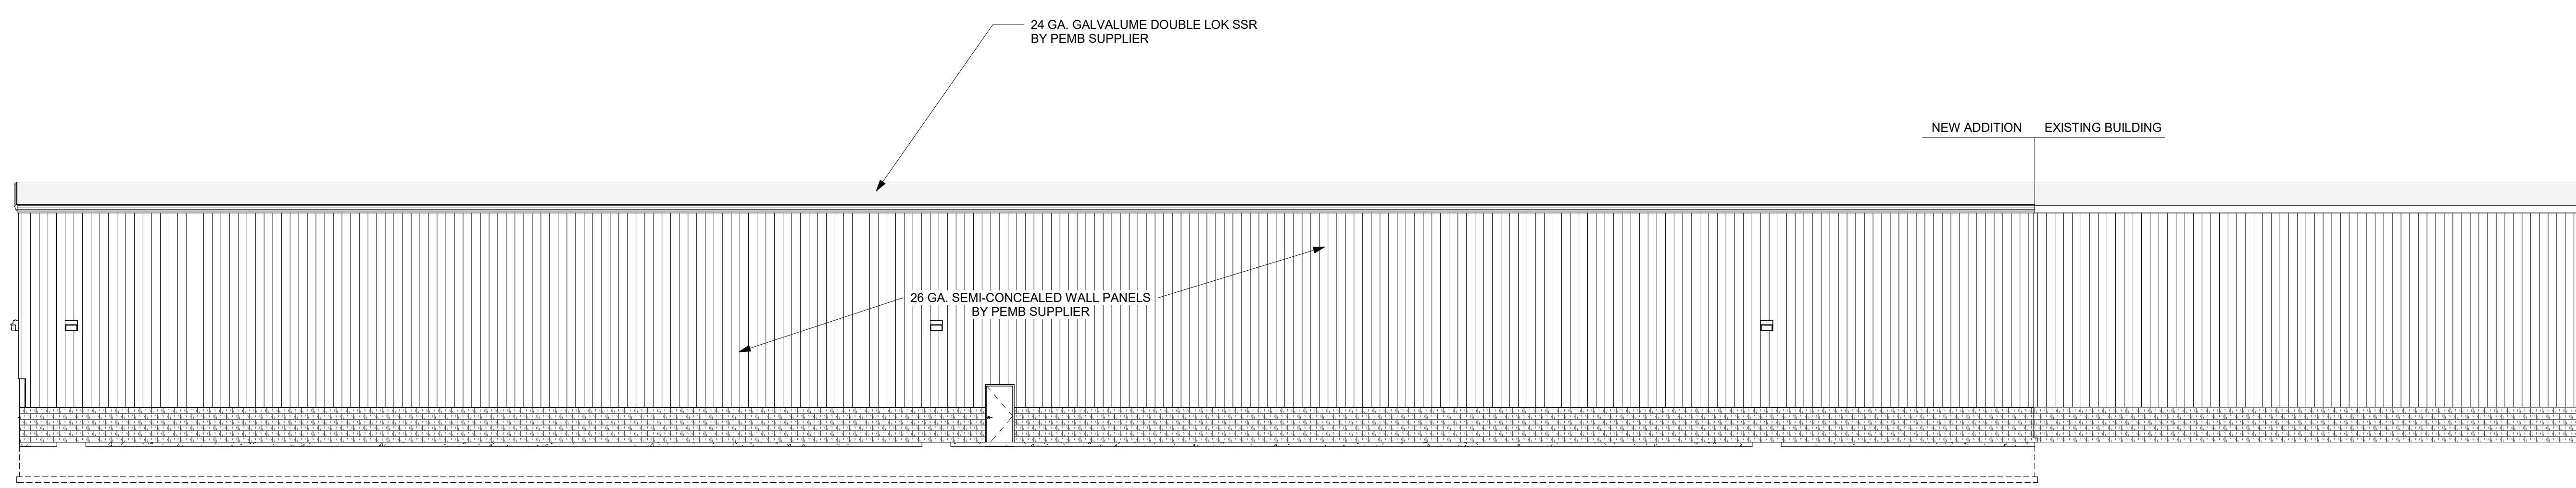 24 GA. GALVALUME DOUBLE LOK SSR
BY PEMB SUPPLIER
NEW ADDITION
EXISTING BUILDING
26 GA. SEMI-CONCEALED WALL PANELS
BY PEMB SUPPLIER